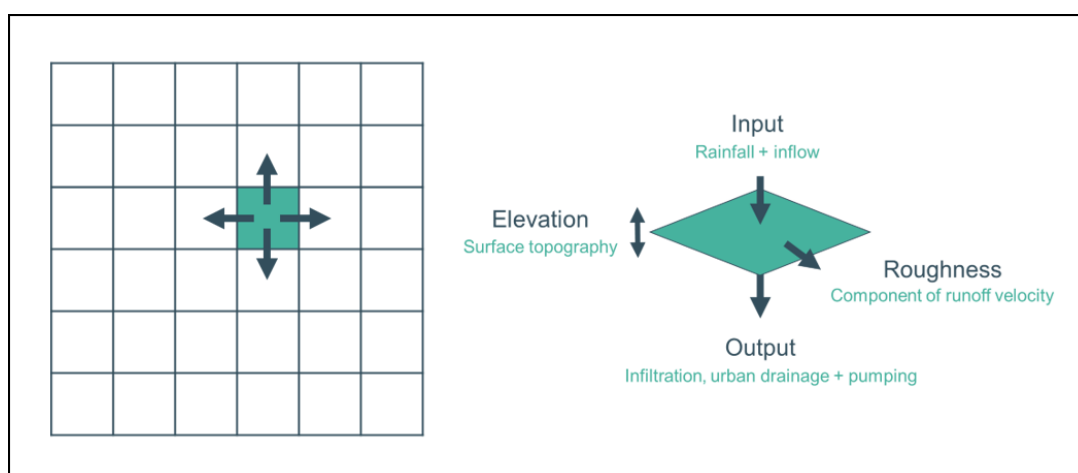 Input
Rainfall + inflow
Elevation
Surface topography
Roughness
Component of runoff velocity
Output
Infiltration, urban drainage + pumping